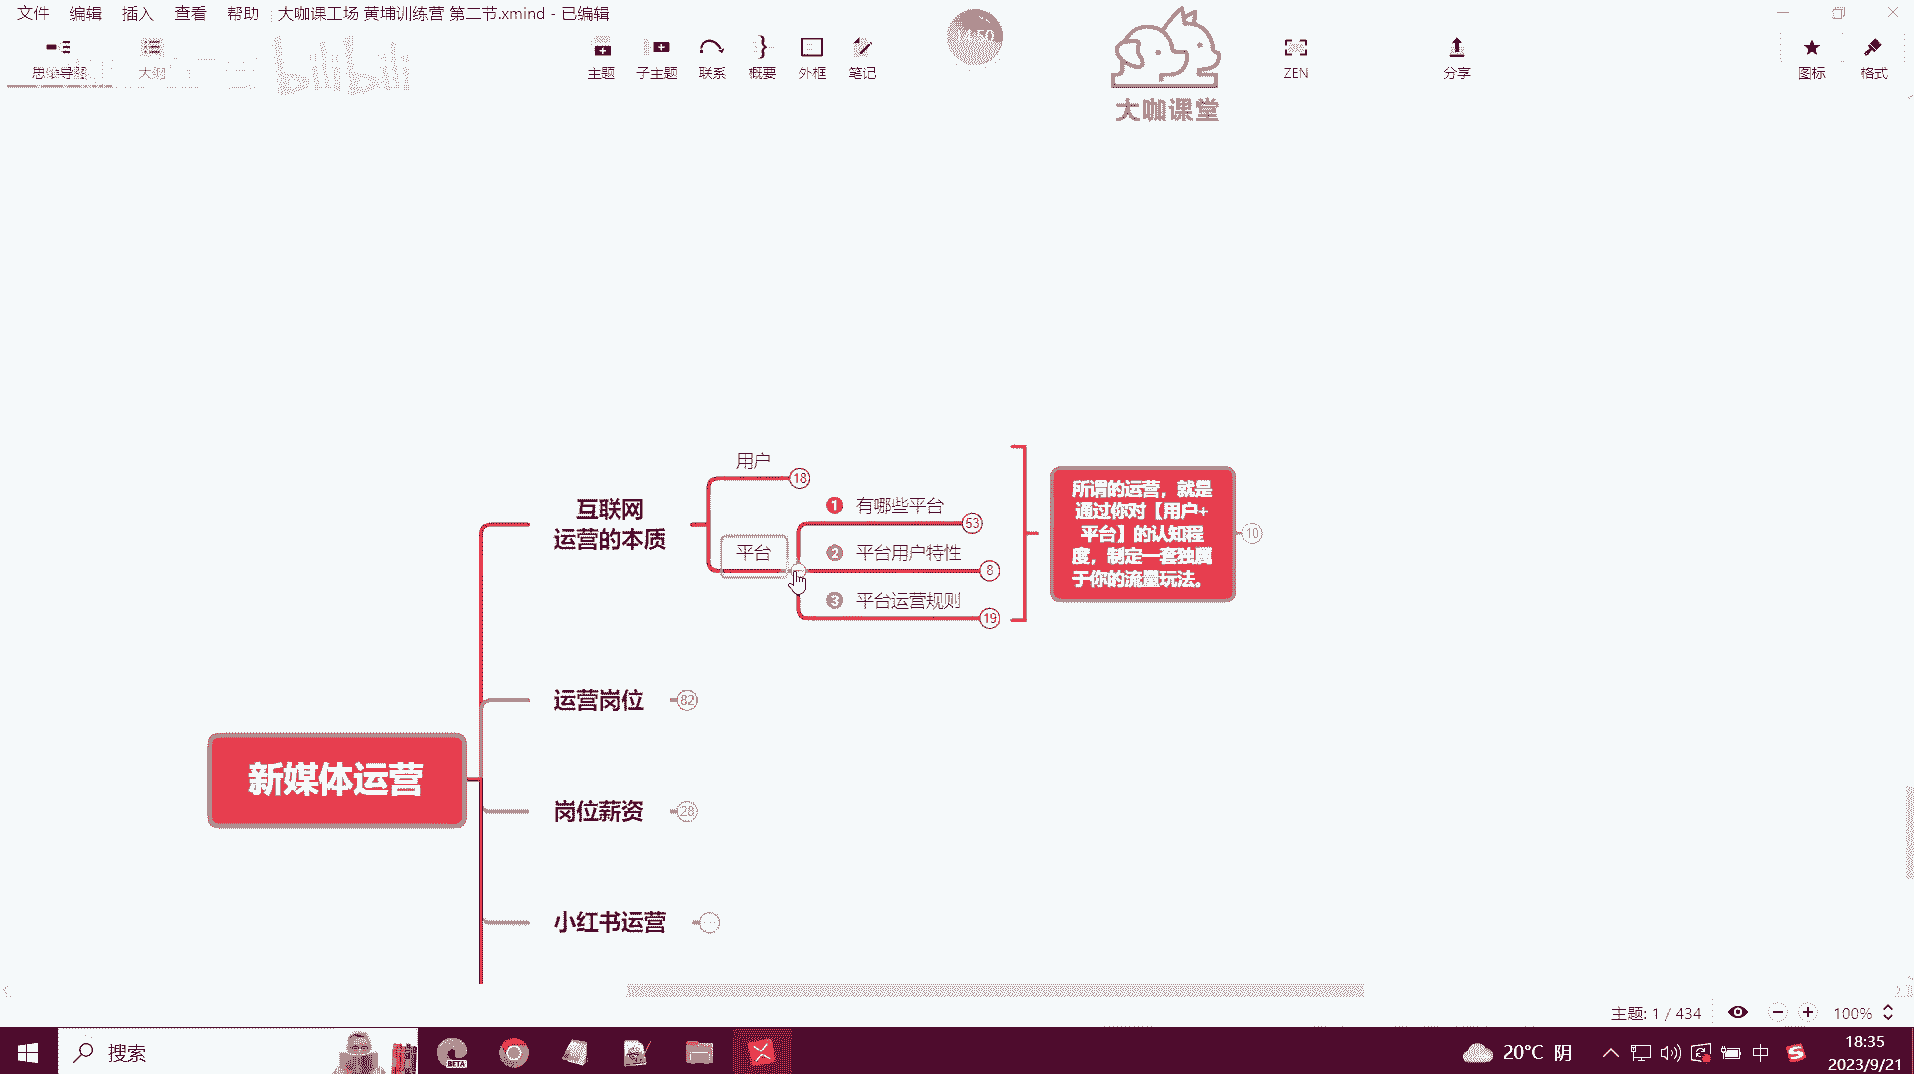 文件 编辑 插入 查看 帮助 大咖课工场 黄埔训练营 第二节.xmind - 已编辑
思维导图 大纲 主题 子主题 联系 概要 外框 笔记 ZEN 分享 图标 格式
bilibili
14:50
大咖课堂
用户
18
1 有哪些平台
53
互联网
运营的本质
平台
2 平台用户特性
8
3 平台运营规则
19
所谓的运营，就是
通过你对【用户+
平台】的认知程
度，制定一套独属
于你的流量玩法。
10
运营岗位
82
新媒体运营
岗位薪资
28
小红书运营
主题: 1 / 434
100%
搜索
BETA
20°C 阴
中
18:35
2023/9/21